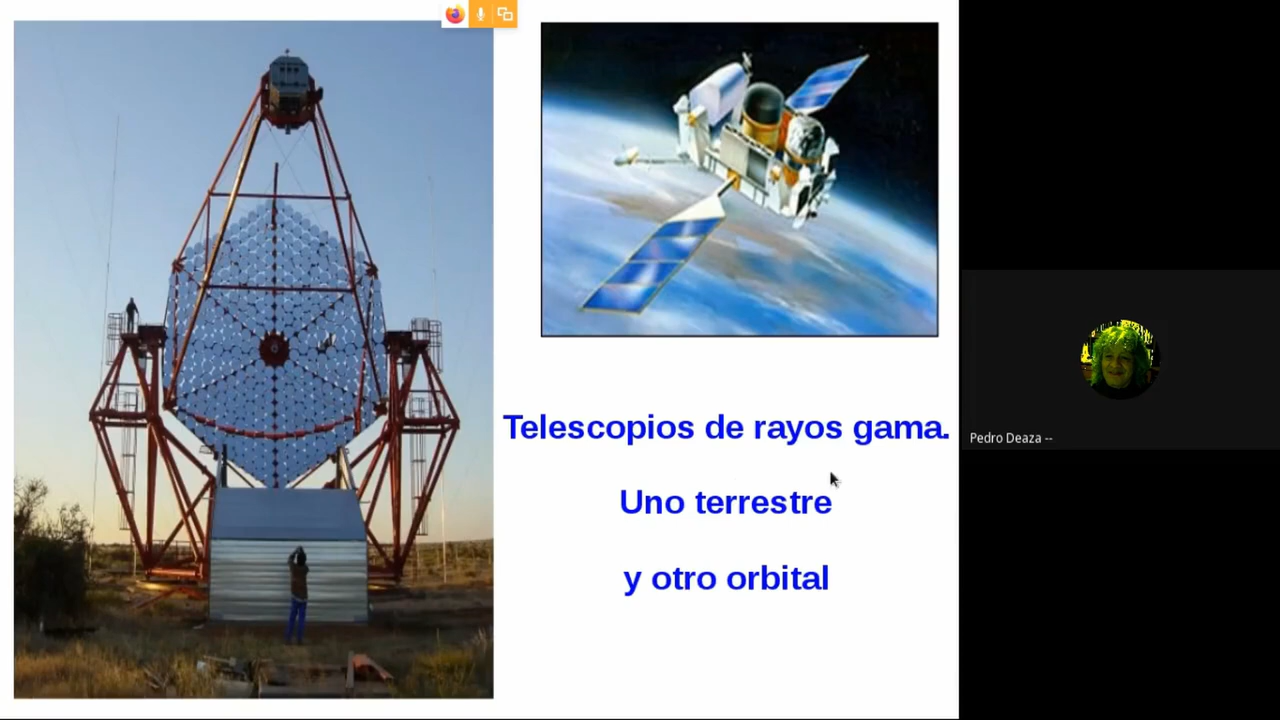 Telescopios de rayos gama.
Uno terrestre
y otro orbital
Pedro Deaza --